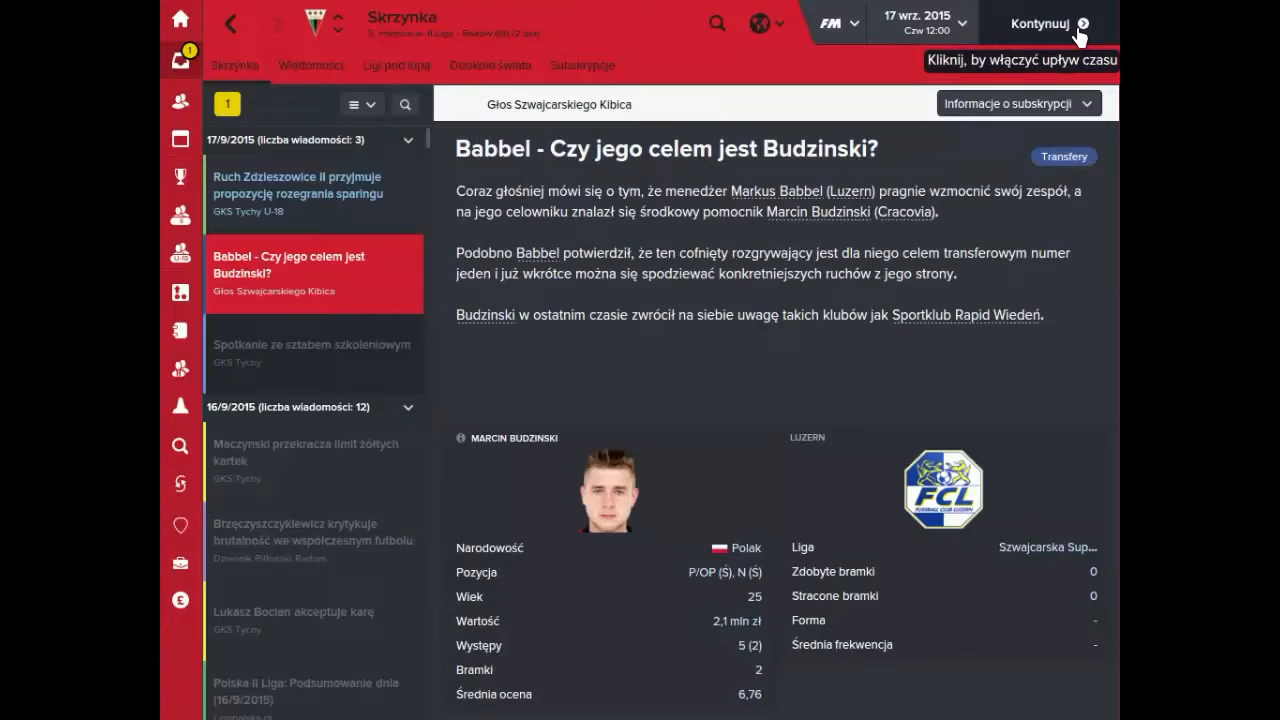 Skrzynka
FM
17 wrz. 2015
Czw 12:00
Kontynuuj
Kliknij, by włączyć upływ czasu
Skrzynka
Wiadomości
Ligi pod lupą
Dookoła świata
Subskrypcje
1
1
Głos Szwajcarskiego Kibica
Informacje o subskrypcji
17/9/2015 (liczba wiadomości: 3)
Ruch Zdzieszowice II przyjmuje
propozycję rozegrania sparingu
GKS Tychy U-18
Babbel - Czy jego celem jest
Budzinski?
Głos Szwajcarskiego Kibica
Spotkanie ze sztabem szkoleniowym
GKS Tychy
16/9/2015 (liczba wiadomości: 12)
Maczynski przekracza limit żółtych
kartek
GKS Tychy
Brzęczyszczykiewicz krytykuje
brutalność we współczesnym futbolu
Dziennik Piłkarski Radom
Lukasz Bocian akceptuje karę
GKS Tychy
Polska II Liga: Podsumowanie dnia
(16/9/2015)
Babbel - Czy jego celem jest Budzinski?
Transfery
Coraz głośniej mówi się o tym, że menedżer Markus Babbel (Luzern) pragnie wzmocnić swój zespół, a
na jego celowniku znalazł się środkowy pomocnik Marcin Budzinski (Cracovia).
Podobno Babbel potwierdził, że ten cofnięty rozgrywający jest dla niego celem transferowym numer
jeden i już wkrótce można się spodziewać konkretniejszych ruchów z jego strony.
Budzinski w ostatnim czasie zwrócił na siebie uwagę takich klubów jak Sportklub Rapid Wiedeń.
MARCIN BUDZINSKI
Narodowość Polak
Pozycja P/OP (Ś), N (Ś)
Wiek 25
Wartość 2,1 mln zł
Występy 5 (2)
Bramki 2
Średnia ocena 6,76
LUZERN
FCL
FUSSBALL CLUB LUZERN
Liga Szwajcarska Sup...
Zdobyte bramki 0
Stracone bramki 0
Forma -
Średnia frekwencja -